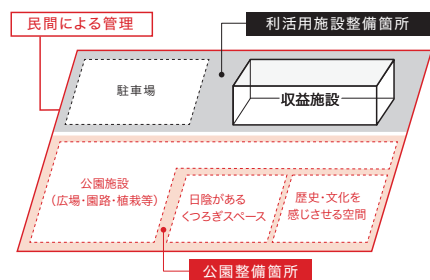 民間による管理
利活用施設整備箇所
駐車場
収益施設
公園施設
（広場・園路・植栽等）
日陰がある
くつろぎスペース
歴史・文化を
感じさせる空間
公園整備箇所